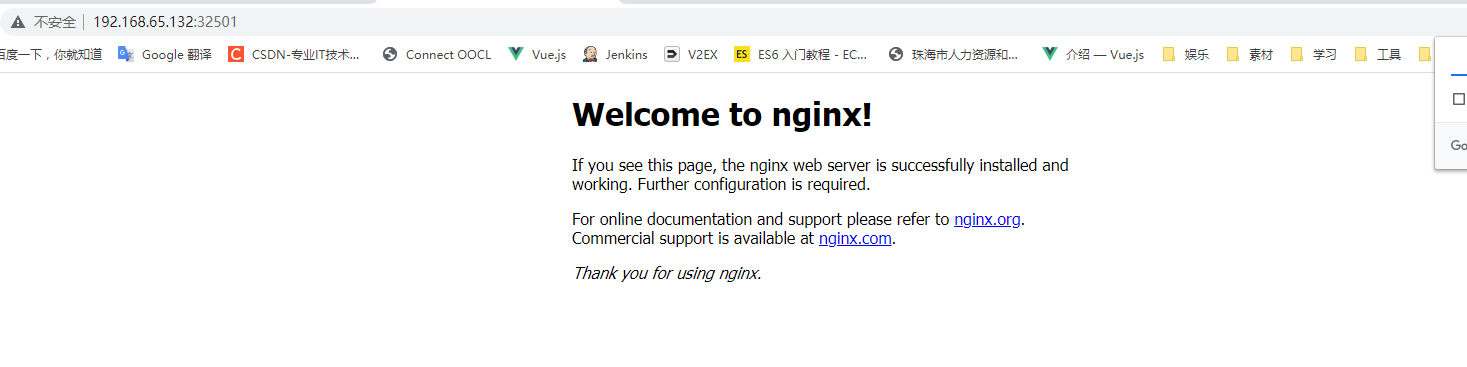 不安全 | 192.168.65.132:32501
百度一下，你就知道 Google 翻译 CSDN-专业IT技术... Connect OOCL Vue.js Jenkins V2EX ES ES6 入门教程 - EC... 珠海市人力资源和... 介绍 — Vue.js 娱乐 素材 学习 工具
Welcome to nginx!
If you see this page, the nginx web server is successfully installed and
working. Further configuration is required.
For online documentation and support please refer to nginx.org.
Commercial support is available at nginx.com.
Thank you for using nginx.